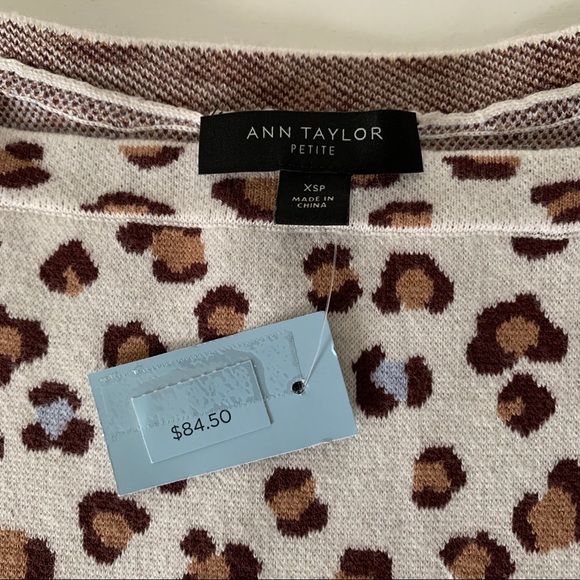 ANN TAYLOR
PETITE
XSP
MADE IN
CHINA
$84.50